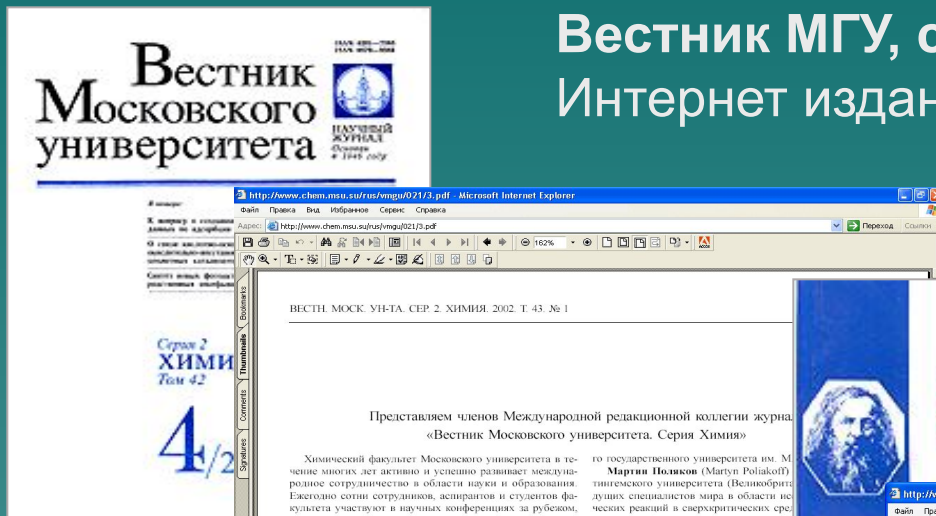 Вестник МГУ, с
Интернет издан
Вестник
Московского
университета
НАУЧНЫЙ
ЖУРНАЛ
Основан
в 1946 году
В номере:
Серия 2
ХИМИ
Том 42
4/2
http://www.chem.msu.su/rus/vmgu/021/3.pdf - Microsoft Internet Explorer
Файл Правка Вид Избранное Сервис Справка
Адрес: http://www.chem.msu.su/rus/vmgu/021/3.pdf Переход Ссылки
162%
Bookmarks
Thumbnails
Comments
Signatures
ВЕСТН. МОСК. УН-ТА. СЕР. 2. ХИМИЯ. 2002. Т. 43. № 1
Представляем членов Международной редакционной коллегии журна
«Вестник Московского университета. Серия Химия»
Химический факультет Московского университета в те-
чение многих лет активно и успешно развивает междуна-
родное сотрудничество в области науки и образования.
Ежегодно сотни сотрудников, аспирантов и студентов фа-
культета участвуют в научных конференциях за рубежом,
го государственного университета им. М
Мартин Поляков (Martyn Poliakoff)
тингемского университета (Великобрита
дущих специалистов мира в области исс
ческих реакций в сверхкритических сред
http://w
Файл Пра